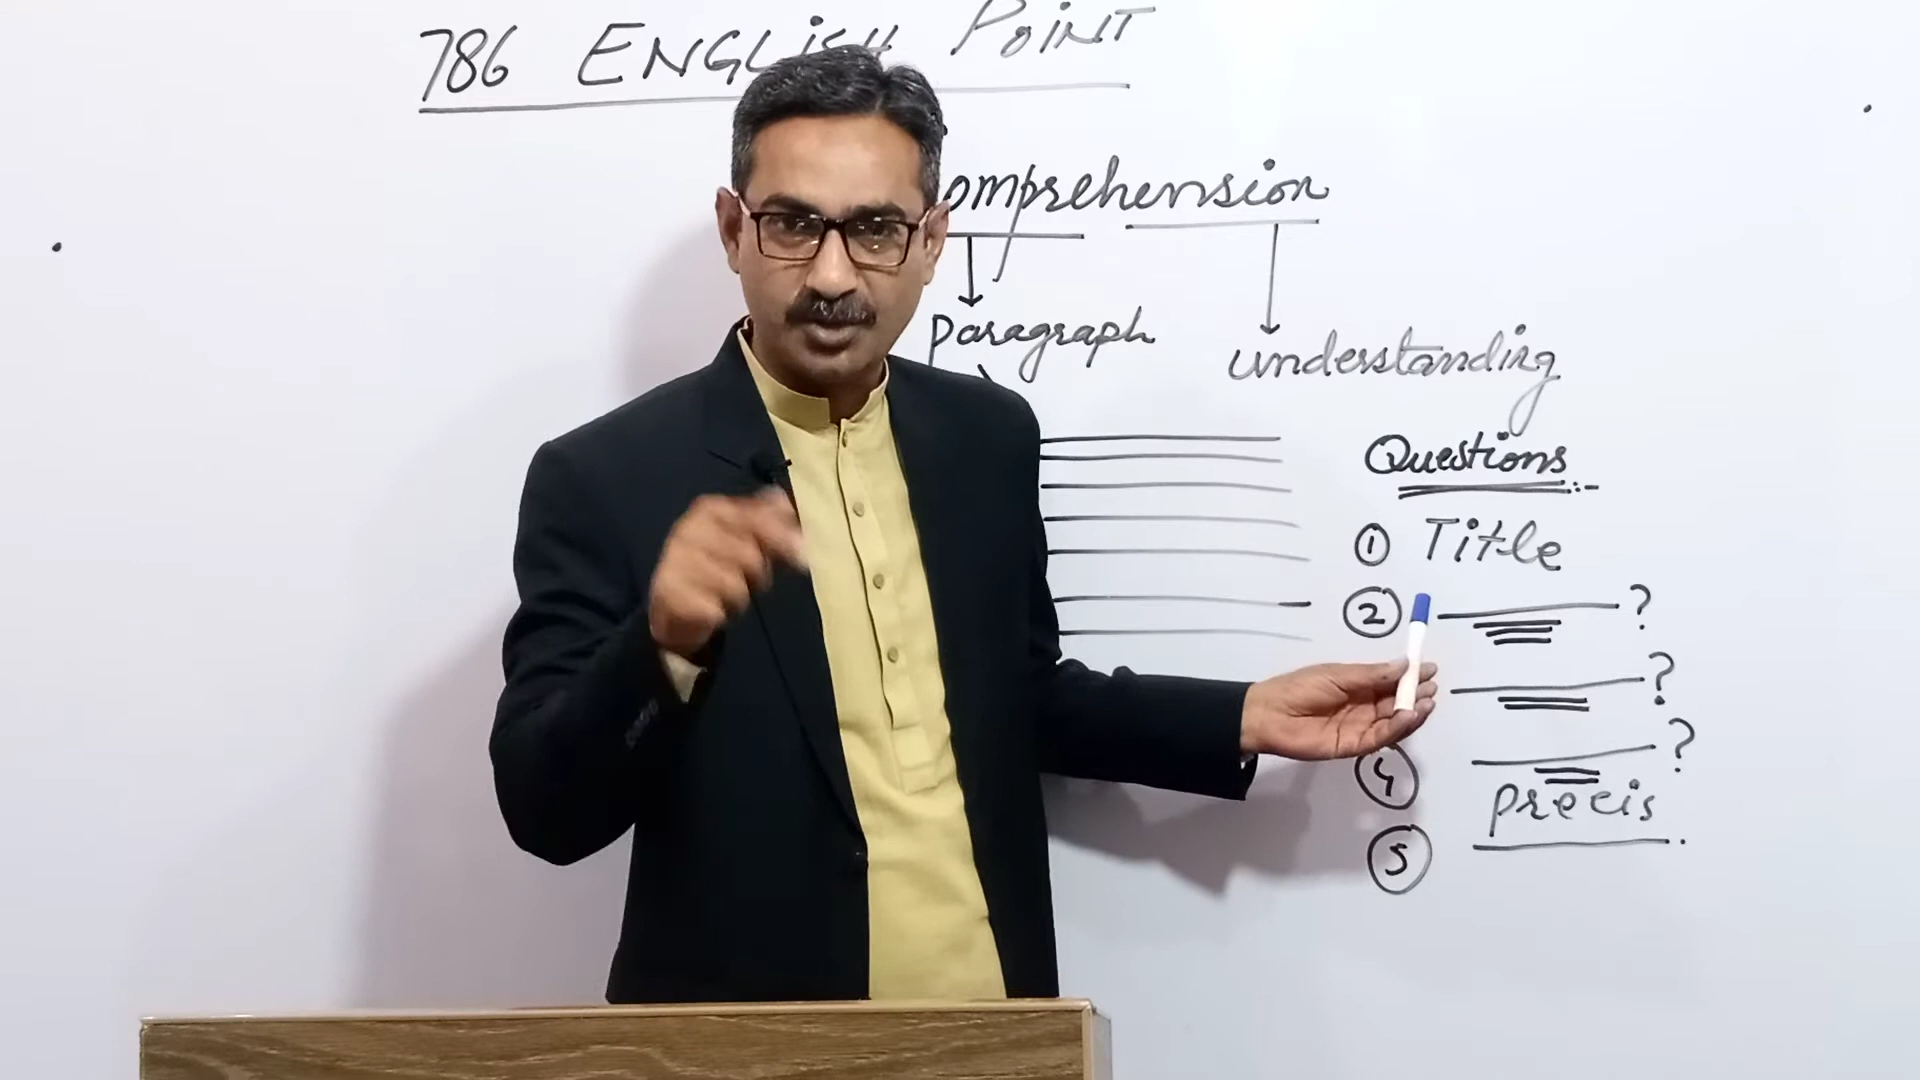 786 ENGLISH POINT
omprehension
paragraph
understanding
Questions
1 Title
2 ?
?
4 ?
precis
5